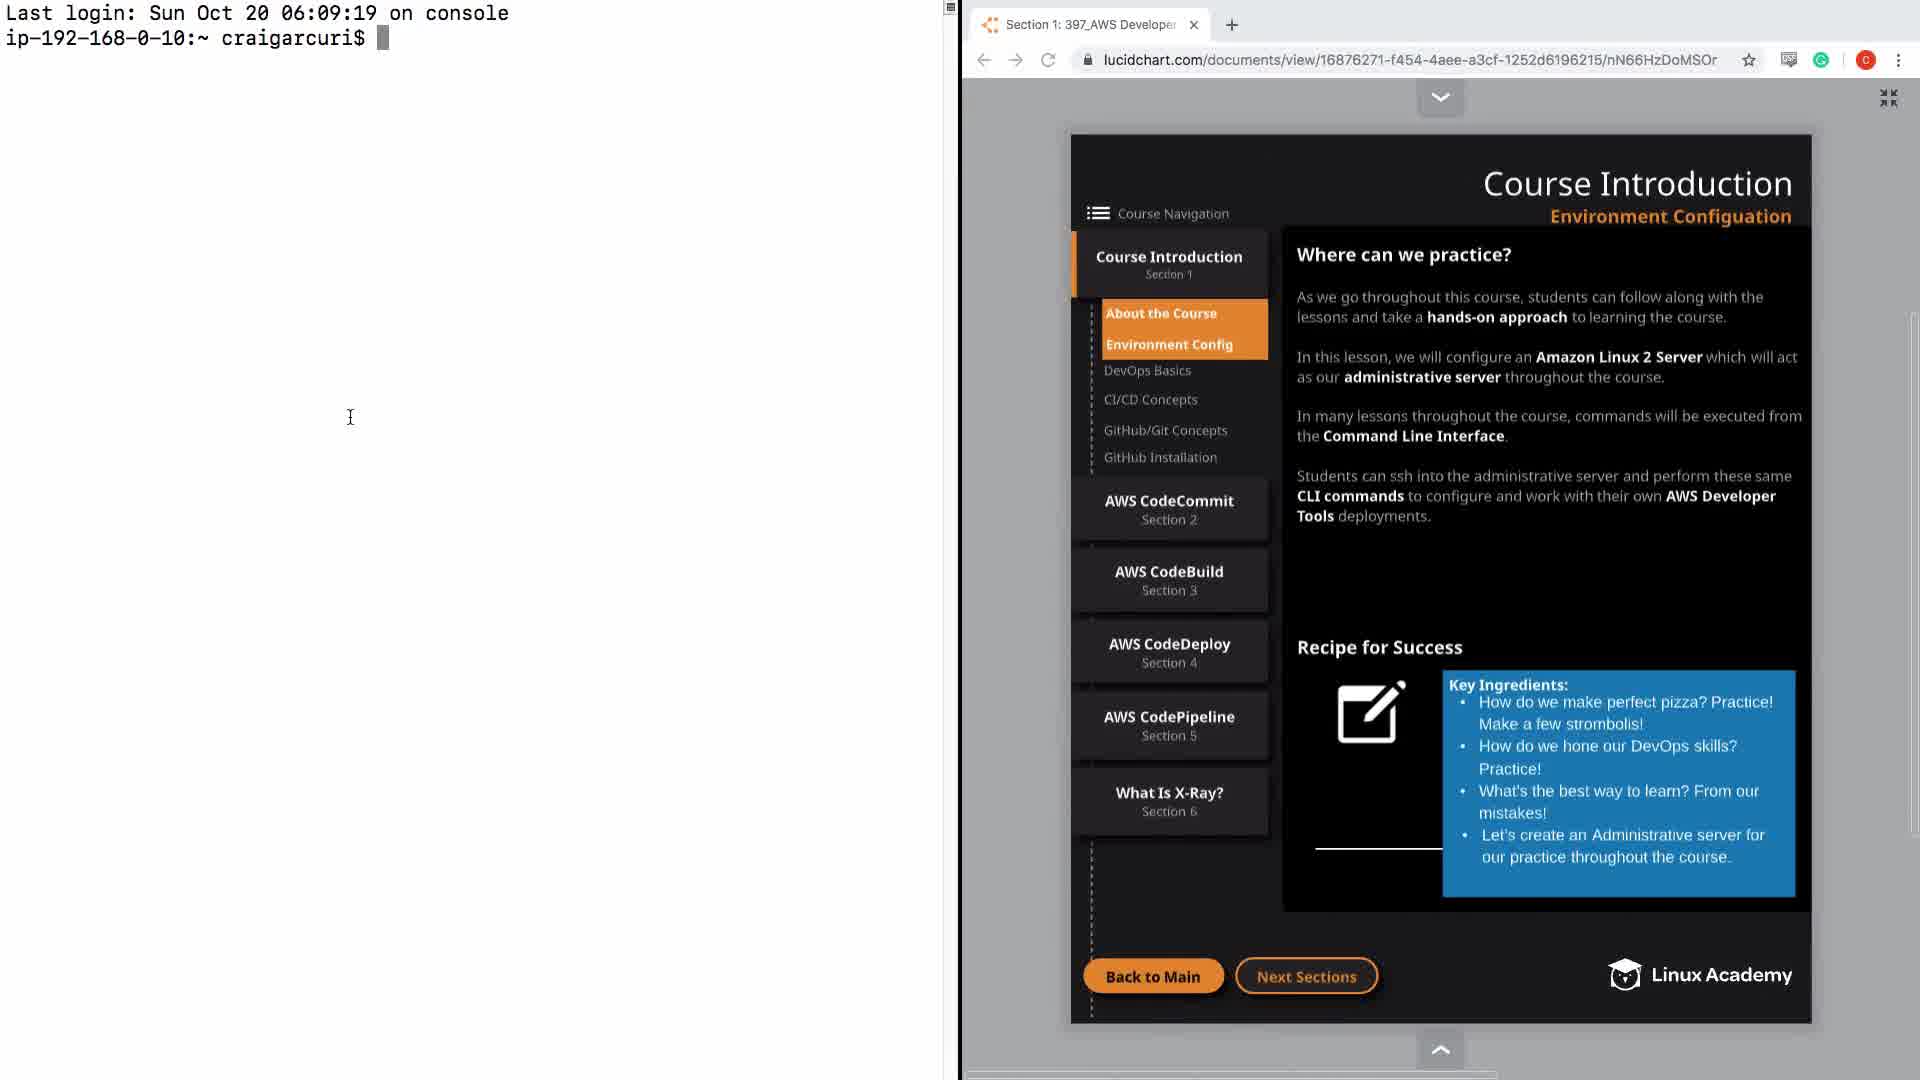 Last login: Sun Oct 20 06:09:19 on console
ip-192-168-0-10:~ craigarcuri$
Section 1: 397_AWS Developer
lucidchart.com/documents/view/16876271-f454-4aee-a3cf-1252d6196215/nN66HzDoMSOr
C
Course Introduction
Environment Configuation
Course Navigation
Course Introduction
Section 1
About the Course
Environment Config
DevOps Basics
CI/CD Concepts
GitHub/Git Concepts
GitHub Installation
AWS CodeCommit
Section 2
AWS CodeBuild
Section 3
AWS CodeDeploy
Section 4
AWS CodePipeline
Section 5
What Is X-Ray?
Section 6
Where can we practice?
As we go throughout this course, students can follow along with the
lessons and take a hands-on approach to learning the course.
In this lesson, we will configure an Amazon Linux 2 Server which will act
as our administrative server throughout the course.
In many lessons throughout the course, commands will be executed from
the Command Line Interface.
Students can ssh into the administrative server and perform these same
CLI commands to configure and work with their own AWS Developer
Tools deployments.
Recipe for Success
Key Ingredients:
• How do we make perfect pizza? Practice!
Make a few strombolis!
• How do we hone our DevOps skills?
Practice!
• What's the best way to learn? From our
mistakes!
• Let's create an Administrative server for
our practice throughout the course.
Back to Main
Next Sections
Linux Academy